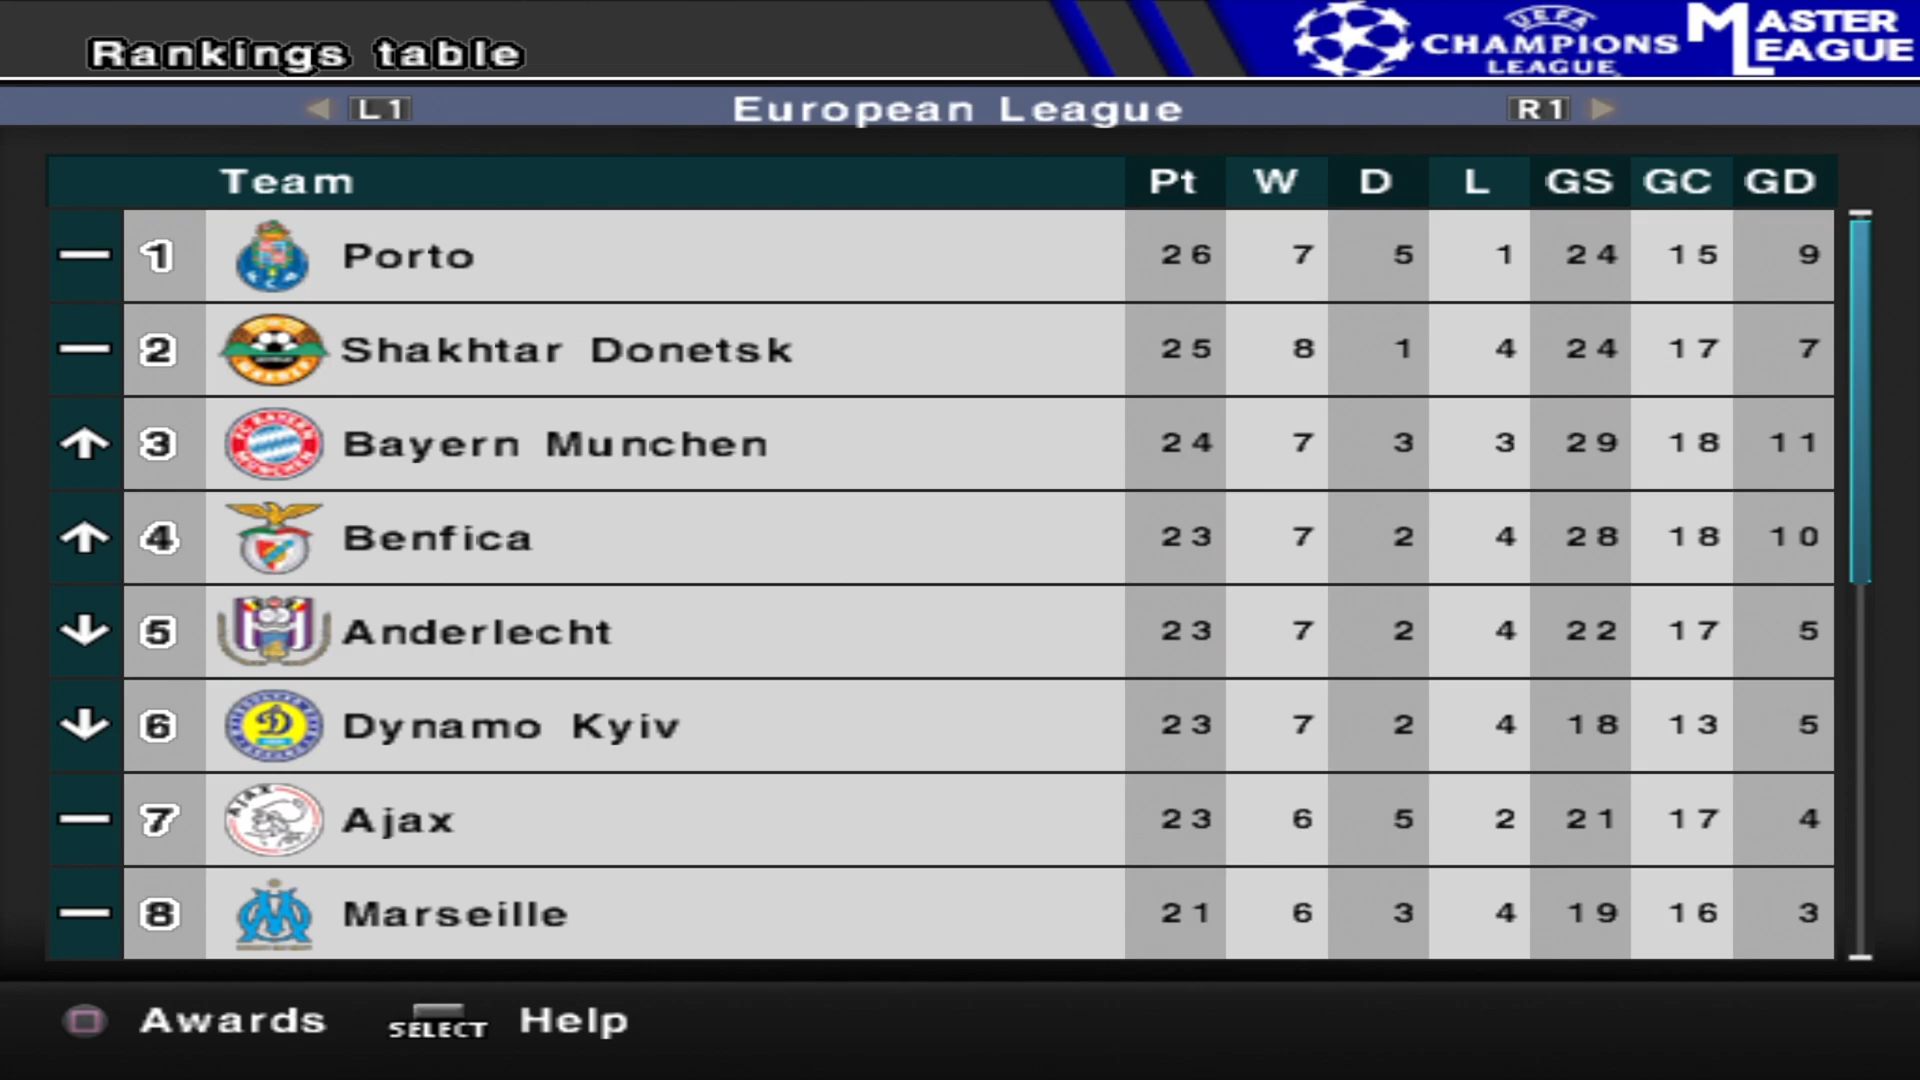 Rankings table
UEFA CHAMPIONS LEAGUE MASTER LEAGUE
L1 European League R1
Team Pt W D L GS GC GD
1 Porto 26 7 5 1 24 15 9
2 Shakhtar Donetsk 25 8 1 4 24 17 7
3 Bayern Munchen 24 7 3 3 29 18 11
4 Benfica 23 7 2 4 28 18 10
5 Anderlecht 23 7 2 4 22 17 5
6 Dynamo Kyiv 23 7 2 4 18 13 5
7 Ajax 23 6 5 2 21 17 4
8 Marseille 21 6 3 4 19 16 3
Awards SELECT Help